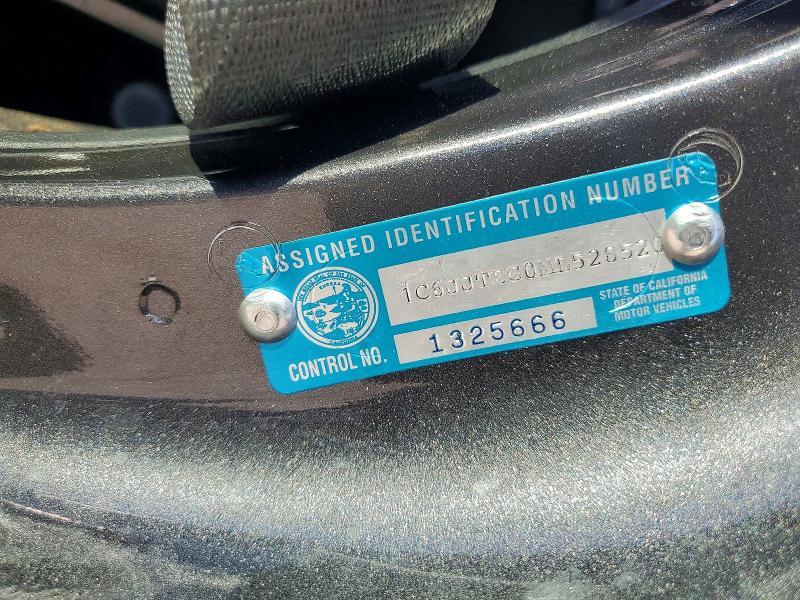 ASSIGNED IDENTIFICATION NUMBER
STATE OF CALIFORNIA
DEPARTMENT OF
MOTOR VEHICLES
CONTROL NO. 1325666